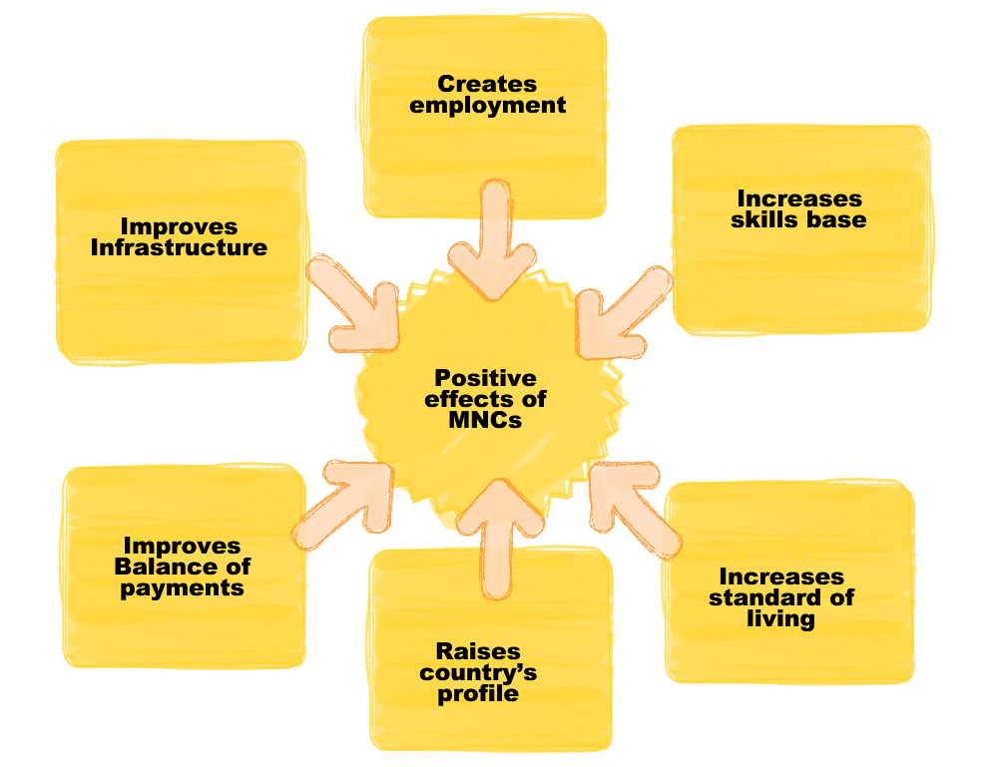 Creates
employment
Increases
skills base
Improves
Infrastructure
Positive
effects of
MNCs
Improves
Balance of
payments
Increases
standard of
living
Raises
country’s
profile